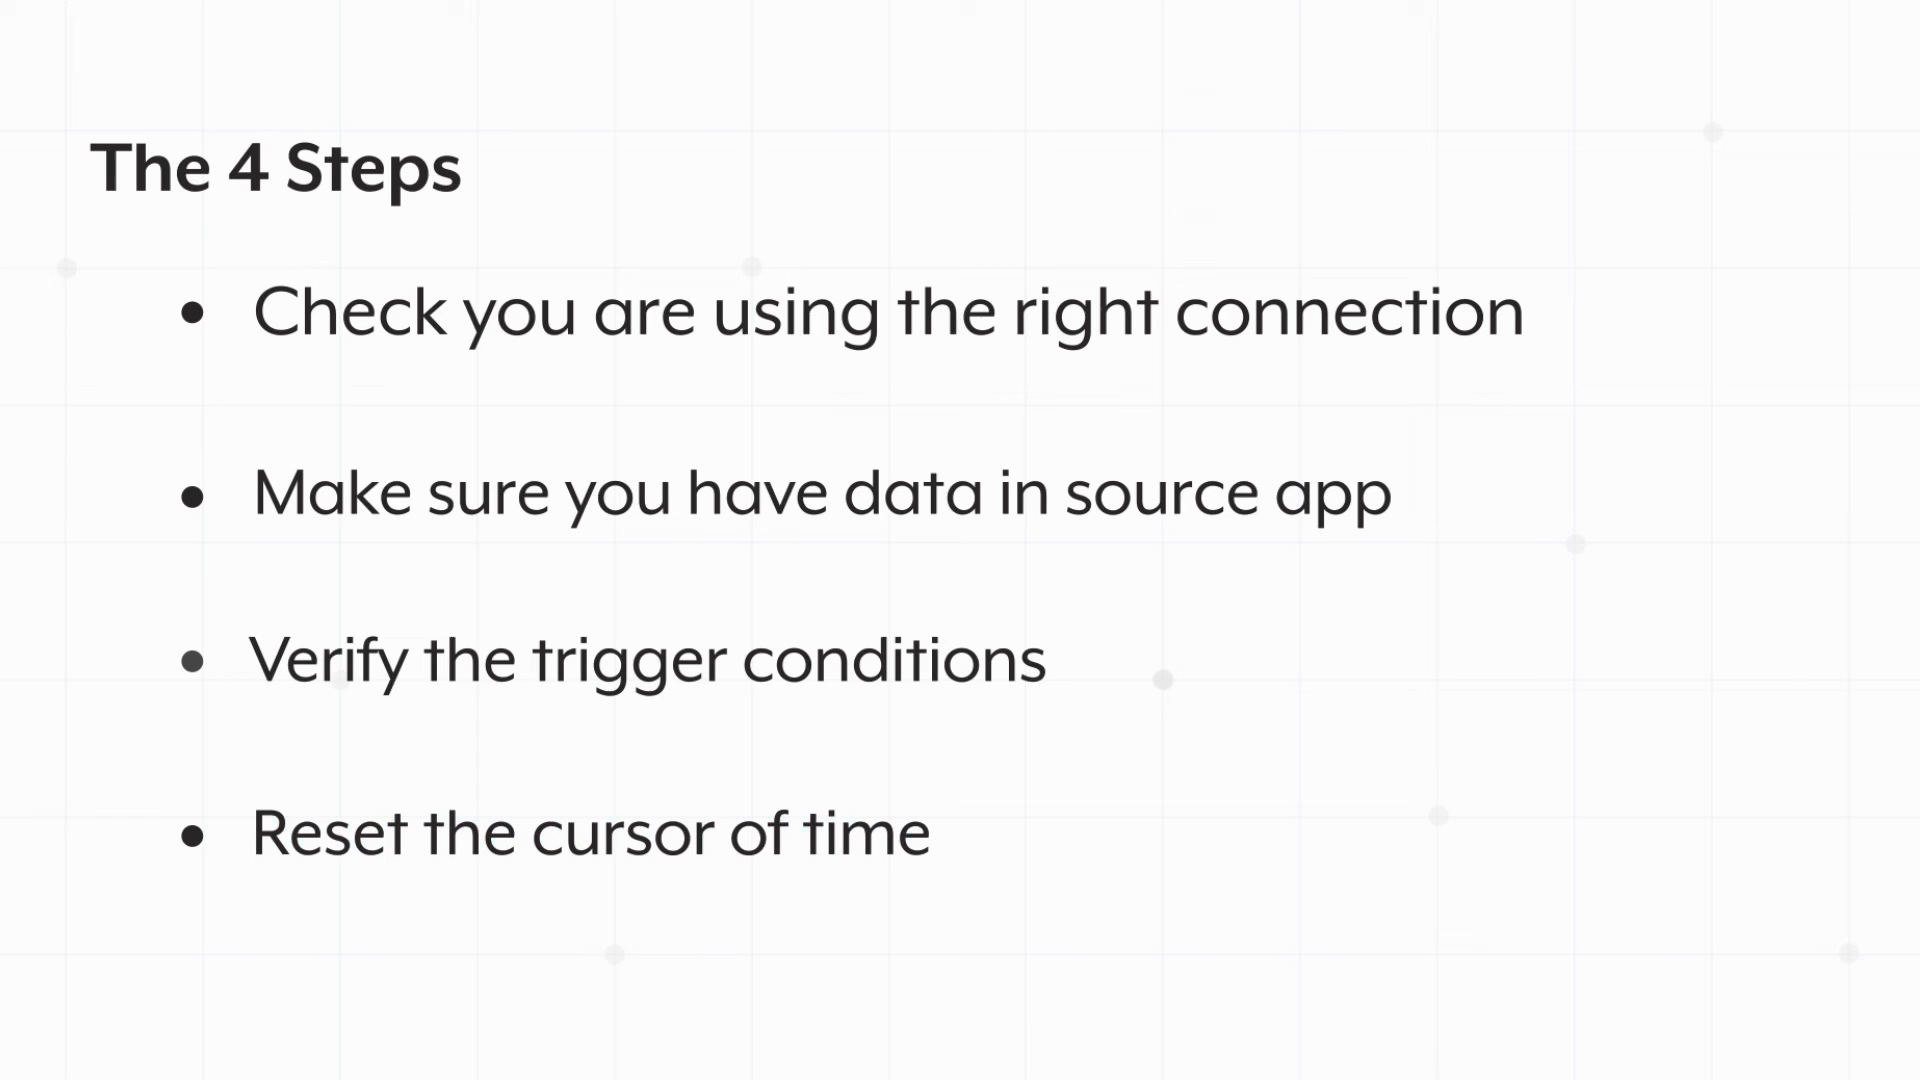 The 4 Steps
• Check you are using the right connection
• Make sure you have data in source app
• Verify the trigger conditions
• Reset the cursor of time